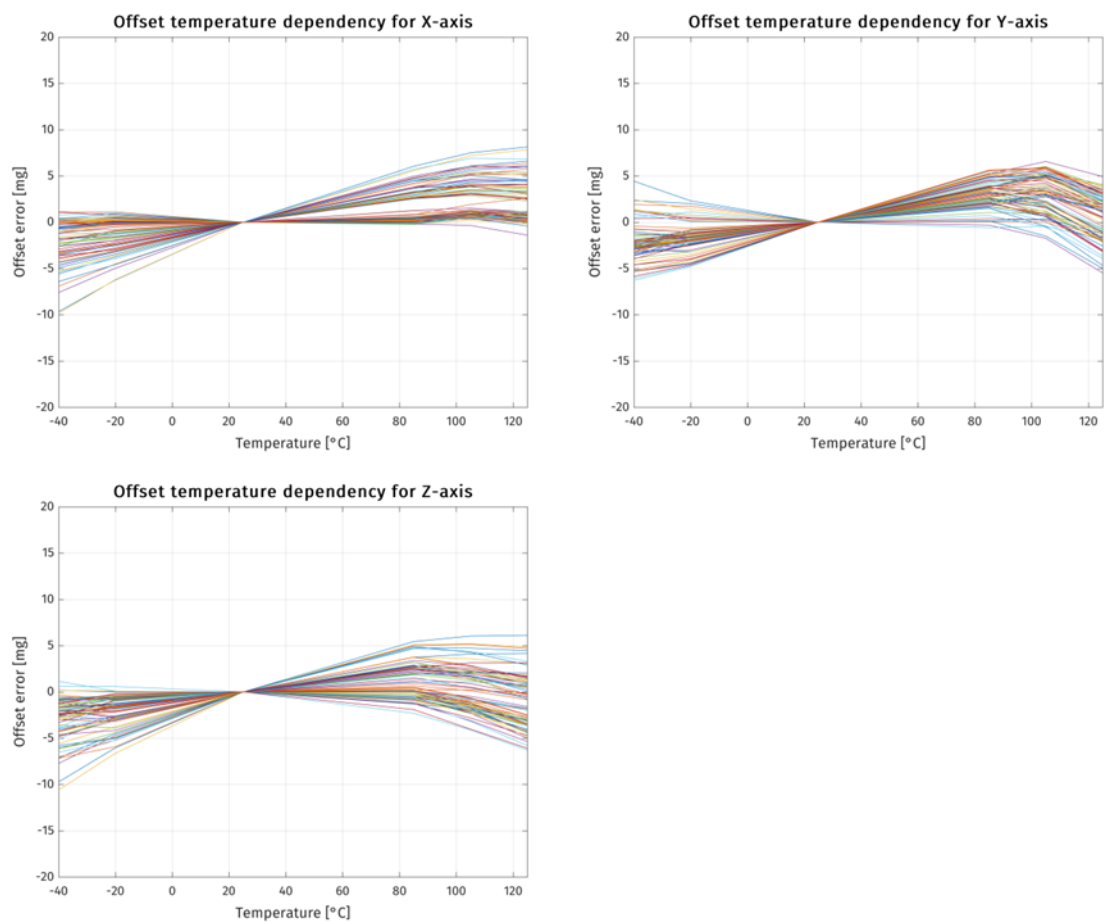 Offset temperature dependency for X-axis
Offset error [mg]
20
15
10
5
0
-5
-10
-15
-20
-40 -20 0 20 40 60 80 100 120
Temperature [°C]
Offset temperature dependency for Y-axis
Offset error [mg]
20
15
10
5
0
-5
-10
-15
-20
-40 -20 0 20 40 60 80 100 120
Temperature [°C]
Offset temperature dependency for Z-axis
Offset error [mg]
20
15
10
5
0
-5
-10
-15
-20
-40 -20 0 20 40 60 80 100 120
Temperature [°C]